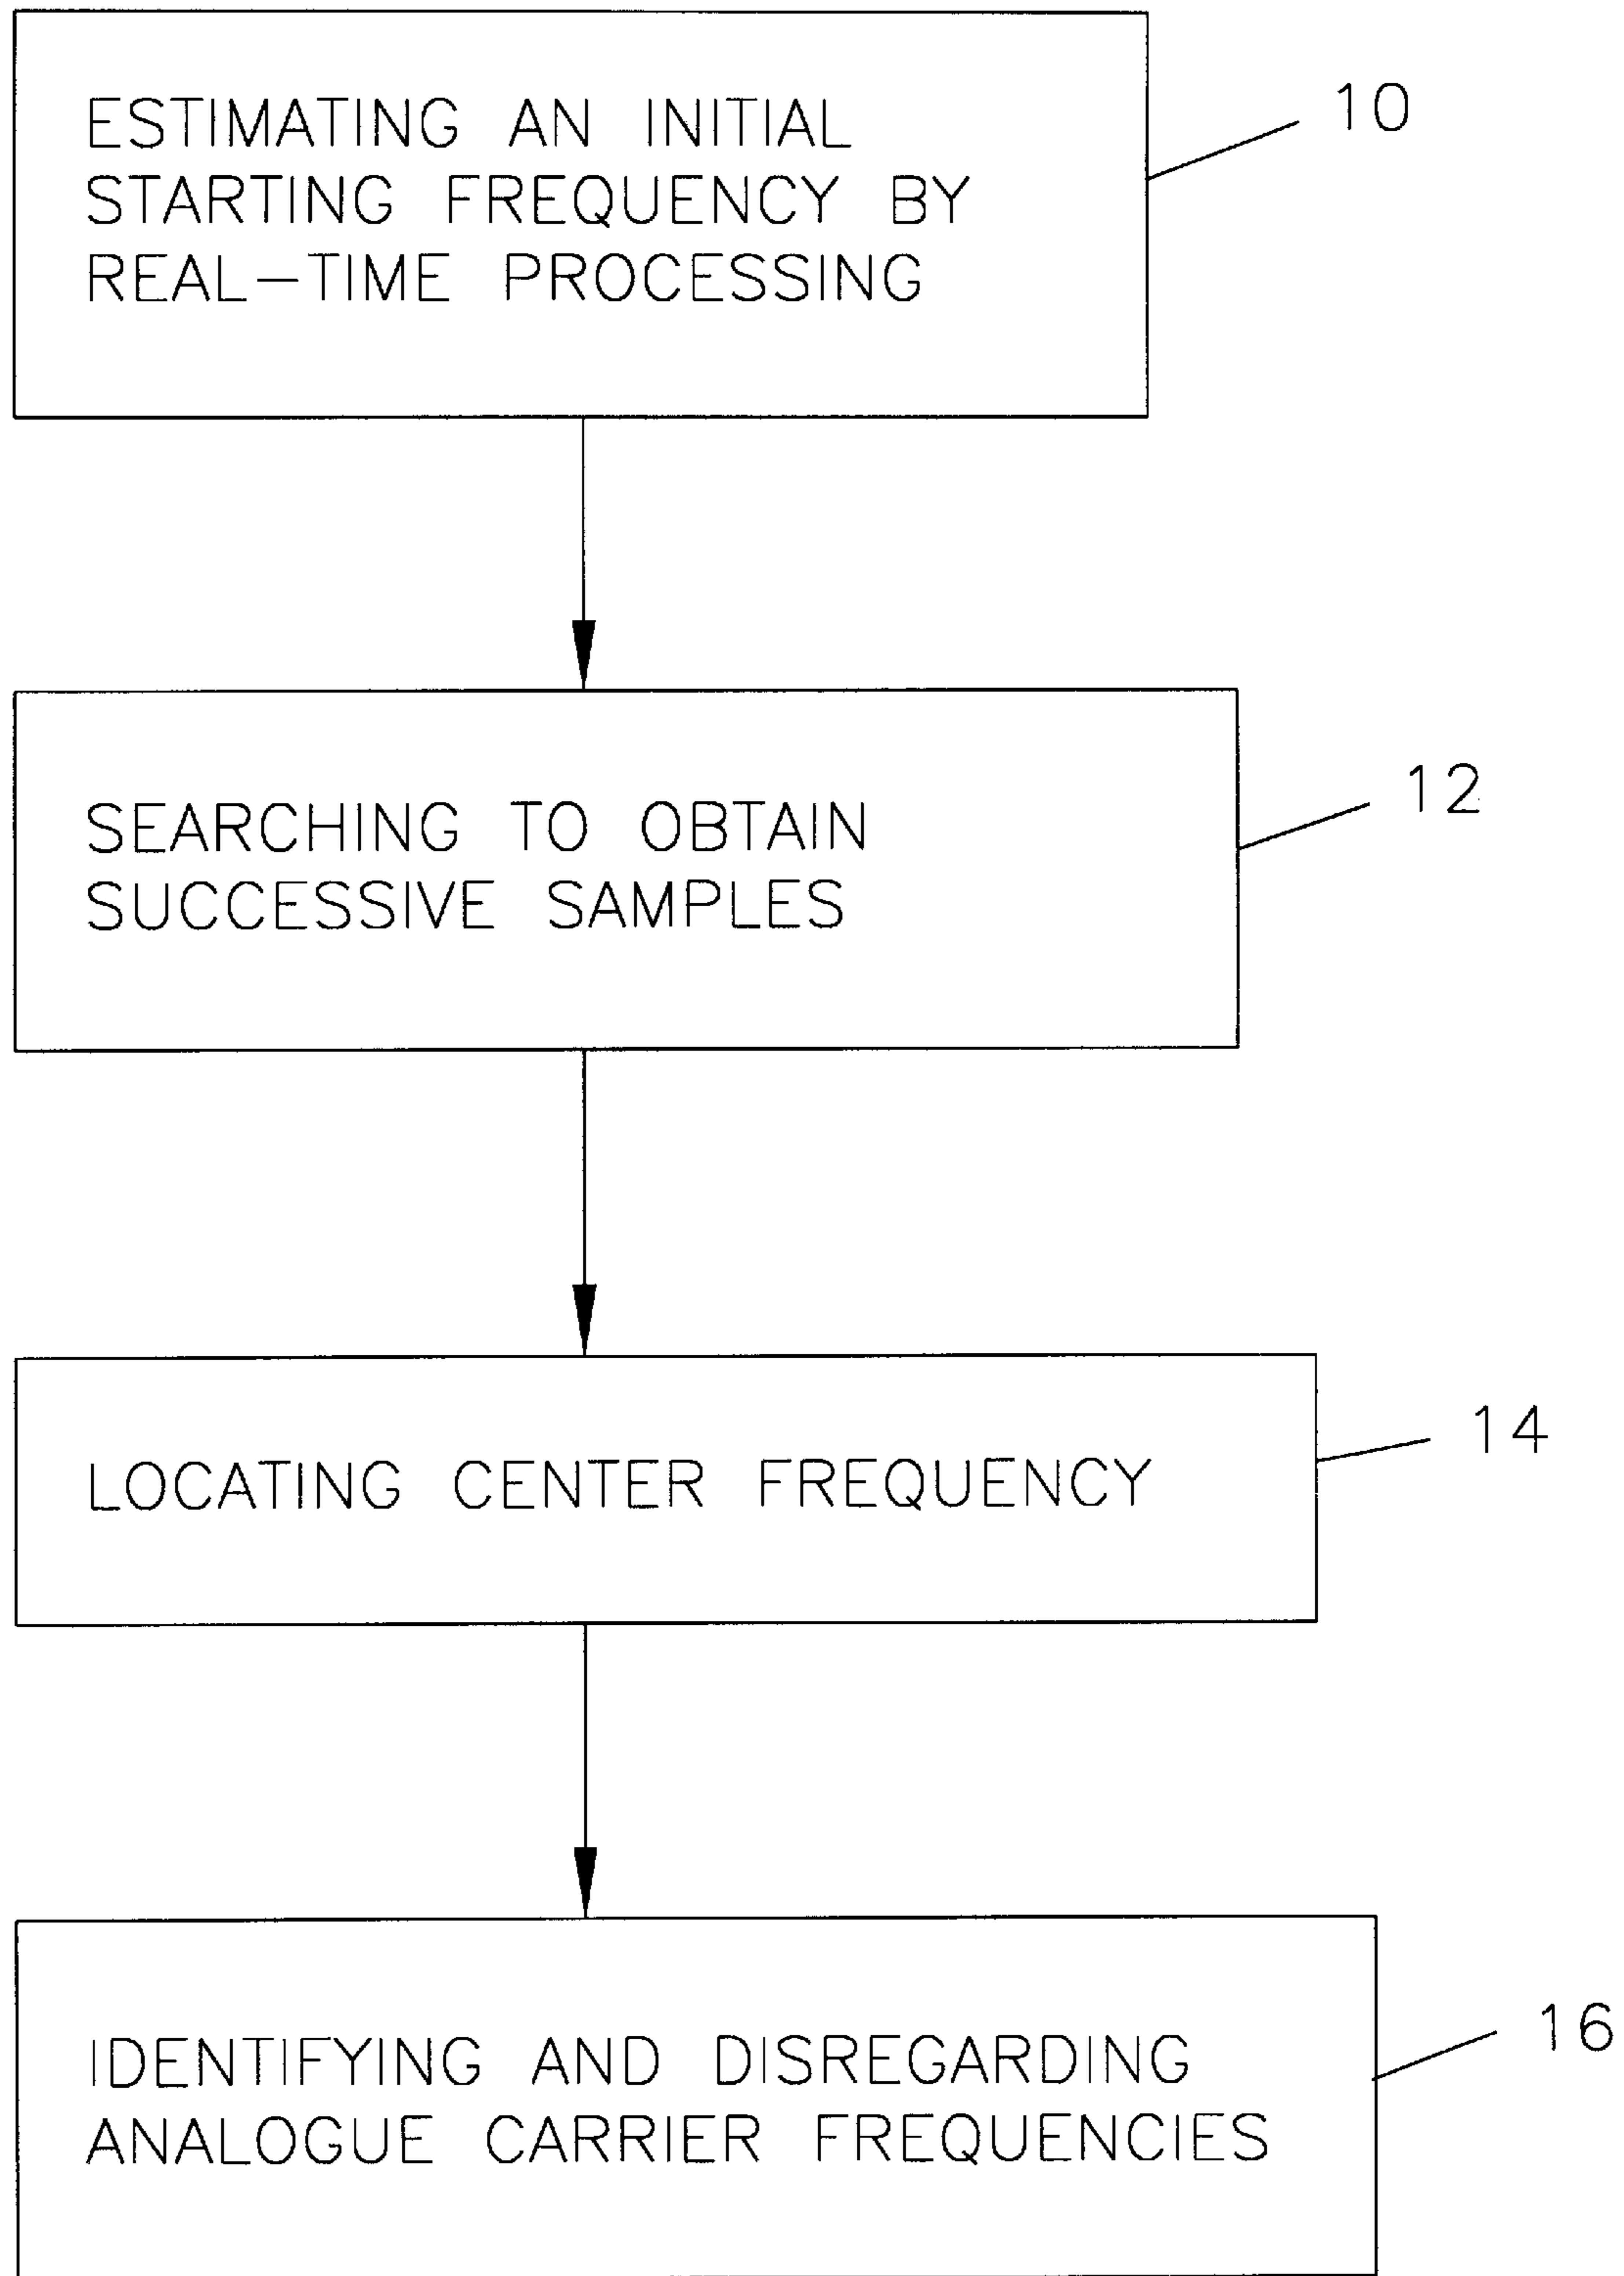 ESTIMATING AN INITIAL
STARTING FREQUENCY BY
REAL-TIME PROCESSING
10
SEARCHING TO OBTAIN
SUCCESSIVE SAMPLES
12
LOCATING CENTER FREQUENCY
14
IDENTIFYING AND DISREGARDING
ANALOGUE CARRIER FREQUENCIES
16